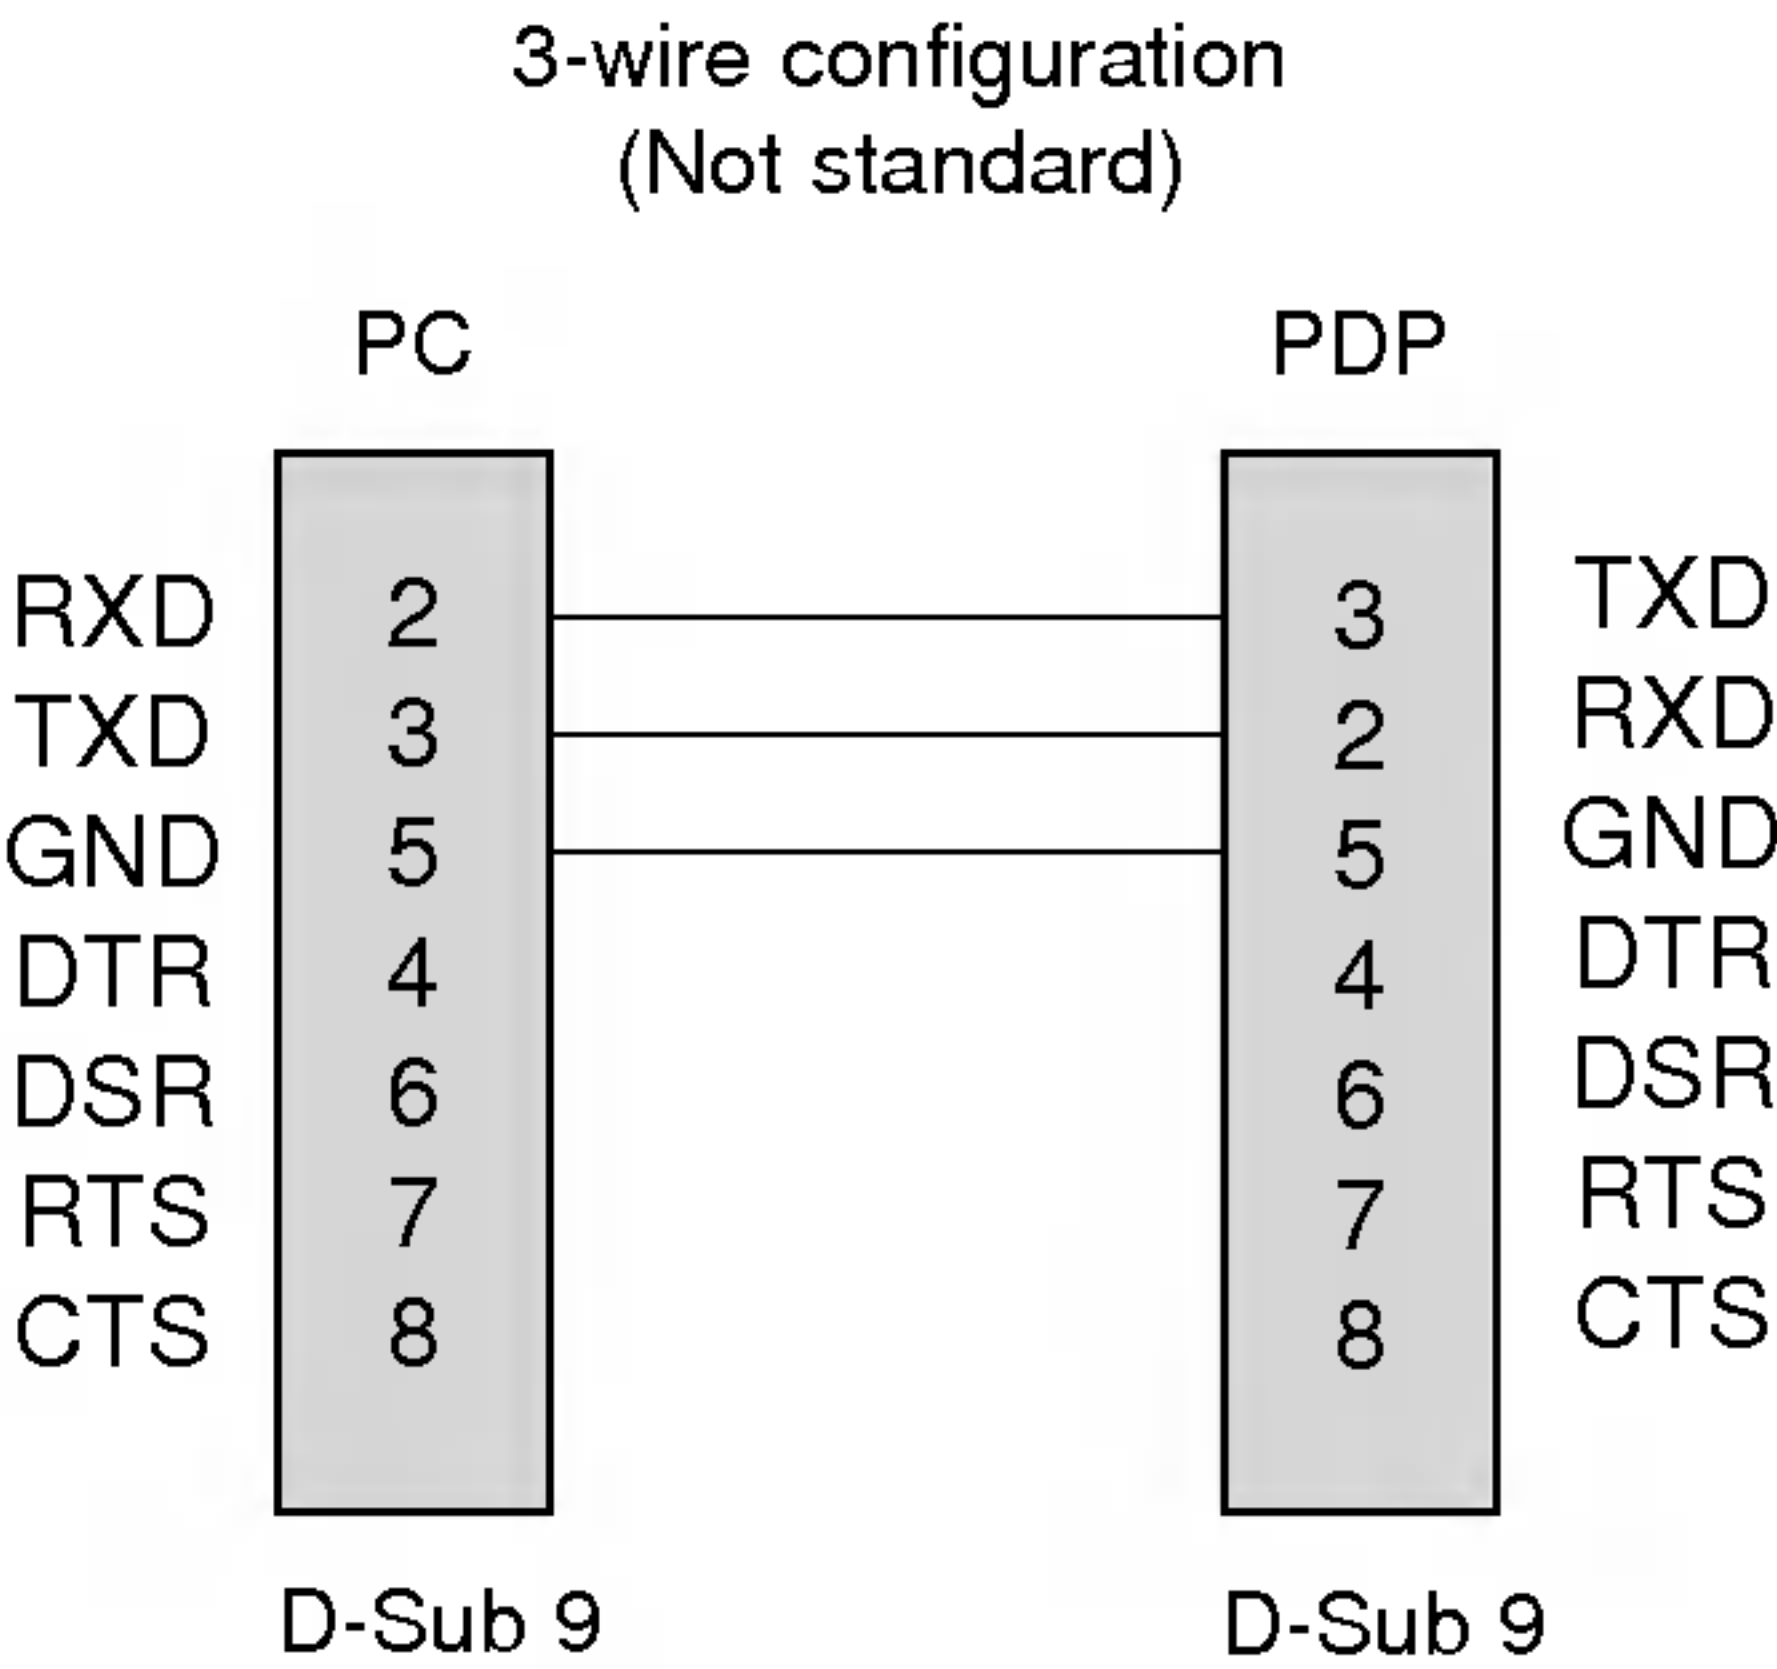 3-wire configuration
(Not standard)
PC PDP
RXD 2 3 TXD
TXD 3 2 RXD
GND 5 5 GND
DTR 4 4 DTR
DSR 6 6 DSR
RTS 7 7 RTS
CTS 8 8 CTS
D-Sub 9 D-Sub 9